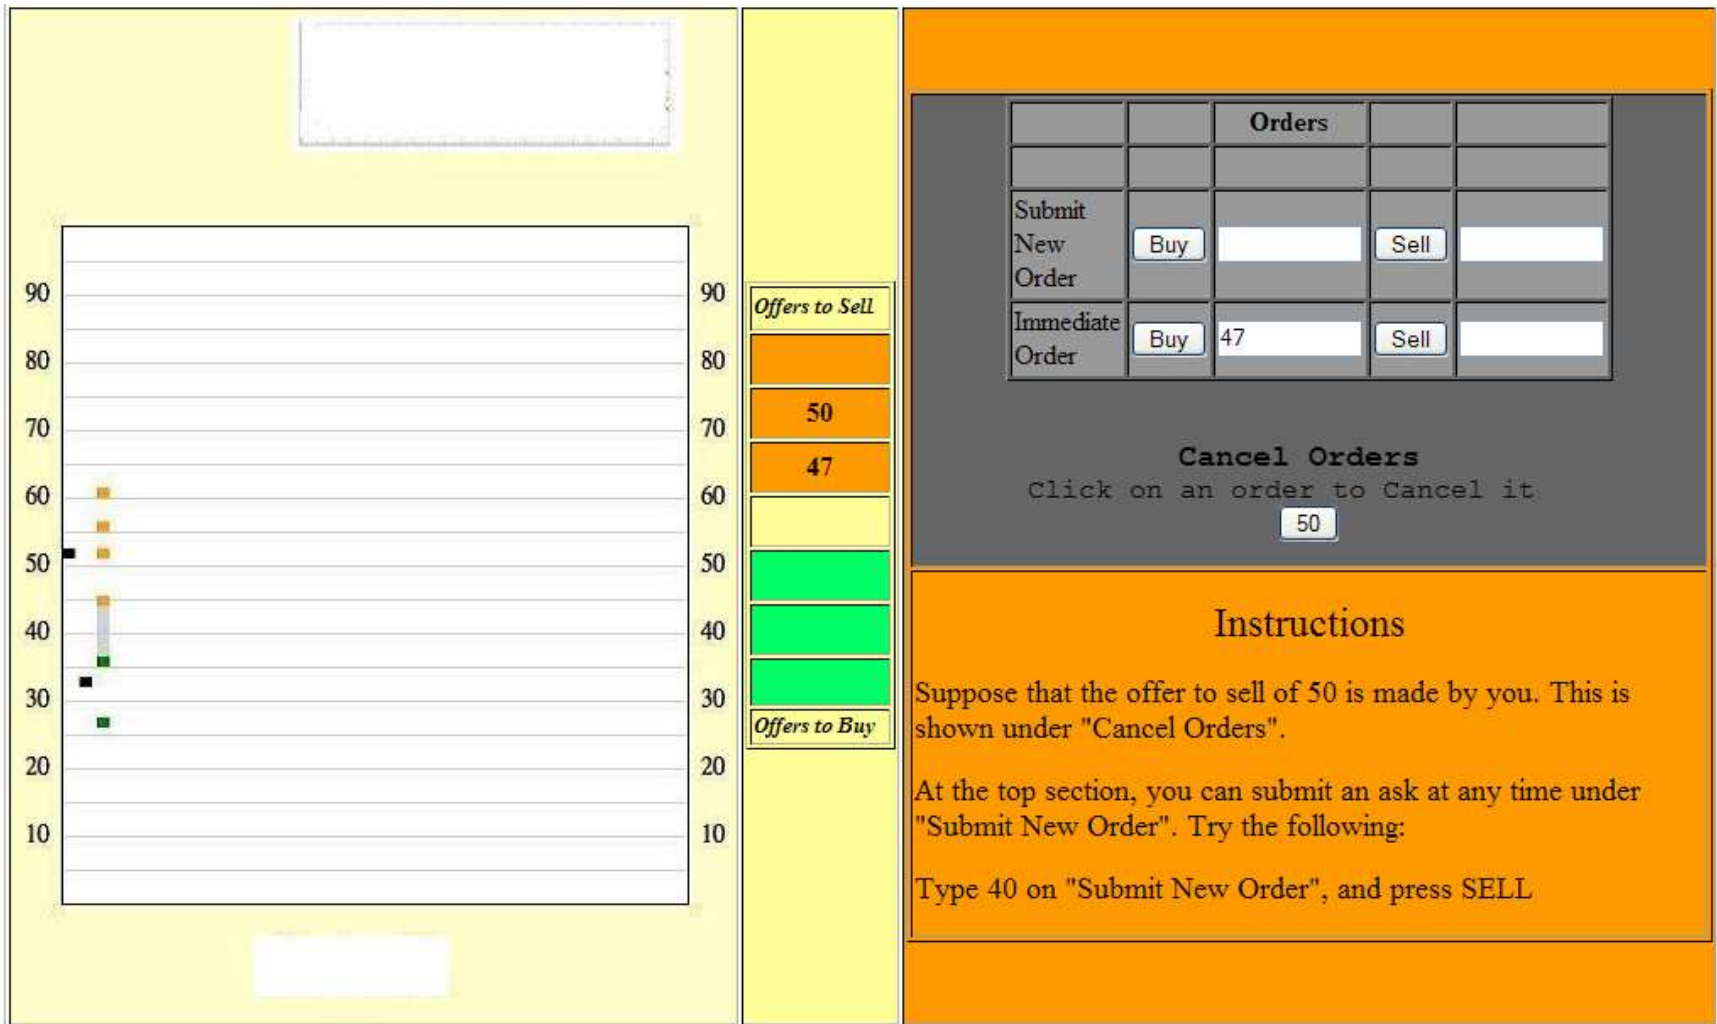 90
80
70
60
50
40
30
20
10
90
80
70
60
50
40
30
20
10
Offers to Sell
50
47
Offers to Buy
Orders
Submit
New
Order
Buy
Sell
Immediate
Order
Buy
47
Sell
Cancel Orders
Click on an order to Cancel it
50
Instructions
Suppose that the offer to sell of 50 is made by you. This is
shown under "Cancel Orders".
At the top section, you can submit an ask at any time under
"Submit New Order". Try the following:
Type 40 on "Submit New Order", and press SELL